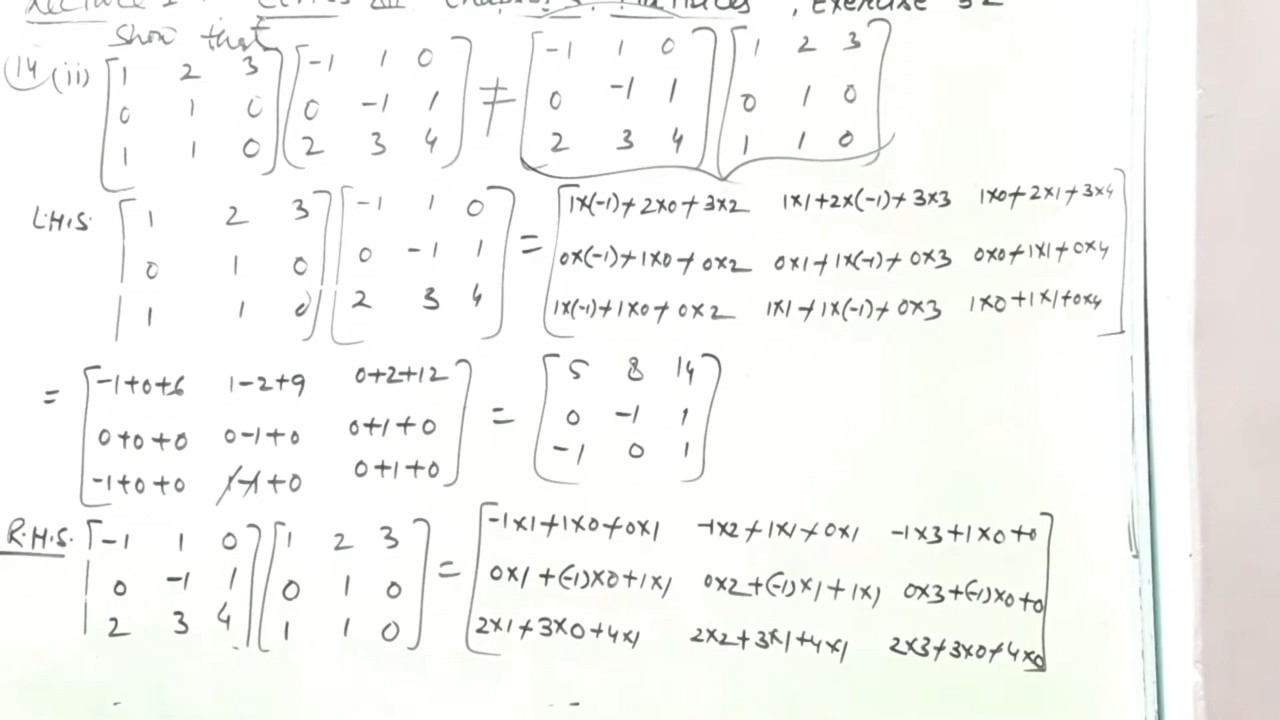 , Exercise 3.2
Show that
14 (ii) [1 2 3; 0 1 0; 1 1 0] [-1 1 0; 0 -1 1; 2 3 4] ≠ [-1 1 0; 0 -1 1; 2 3 4] [1 2 3; 0 1 0; 1 1 0]
L.H.S. [1 2 3; 0 1 0; 1 1 0] [-1 1 0; 0 -1 1; 2 3 4] = [1×(-1)+2×0+3×2 1×1+2×(-1)+3×3 1×0+2×1+3×4; 0×(-1)+1×0+0×2 0×1+1×(-1)+0×3 0×0+1×1+0×4; 1×(-1)+1×0+0×2 1×1+1×(-1)+0×3 1×0+1×1+0×4]
= [-1+0+6 1-2+9 0+2+12; 0+0+0 0-1+0 0+1+0; -1+0+0 1-1+0 0+1+0] = [5 8 14; 0 -1 1; -1 0 1]
R.H.S. [-1 1 0; 0 -1 1; 2 3 4] [1 2 3; 0 1 0; 1 1 0] = [-1×1+1×0+0×1 -1×2+1×1+0×1 -1×3+1×0+0; 0×1+(-1)×0+1×1 0×2+(-1)×1+1×1 0×3+(-1)×0+0; 2×1+3×0+4×1 2×2+3×1+4×1 2×3+3×0+4×0]